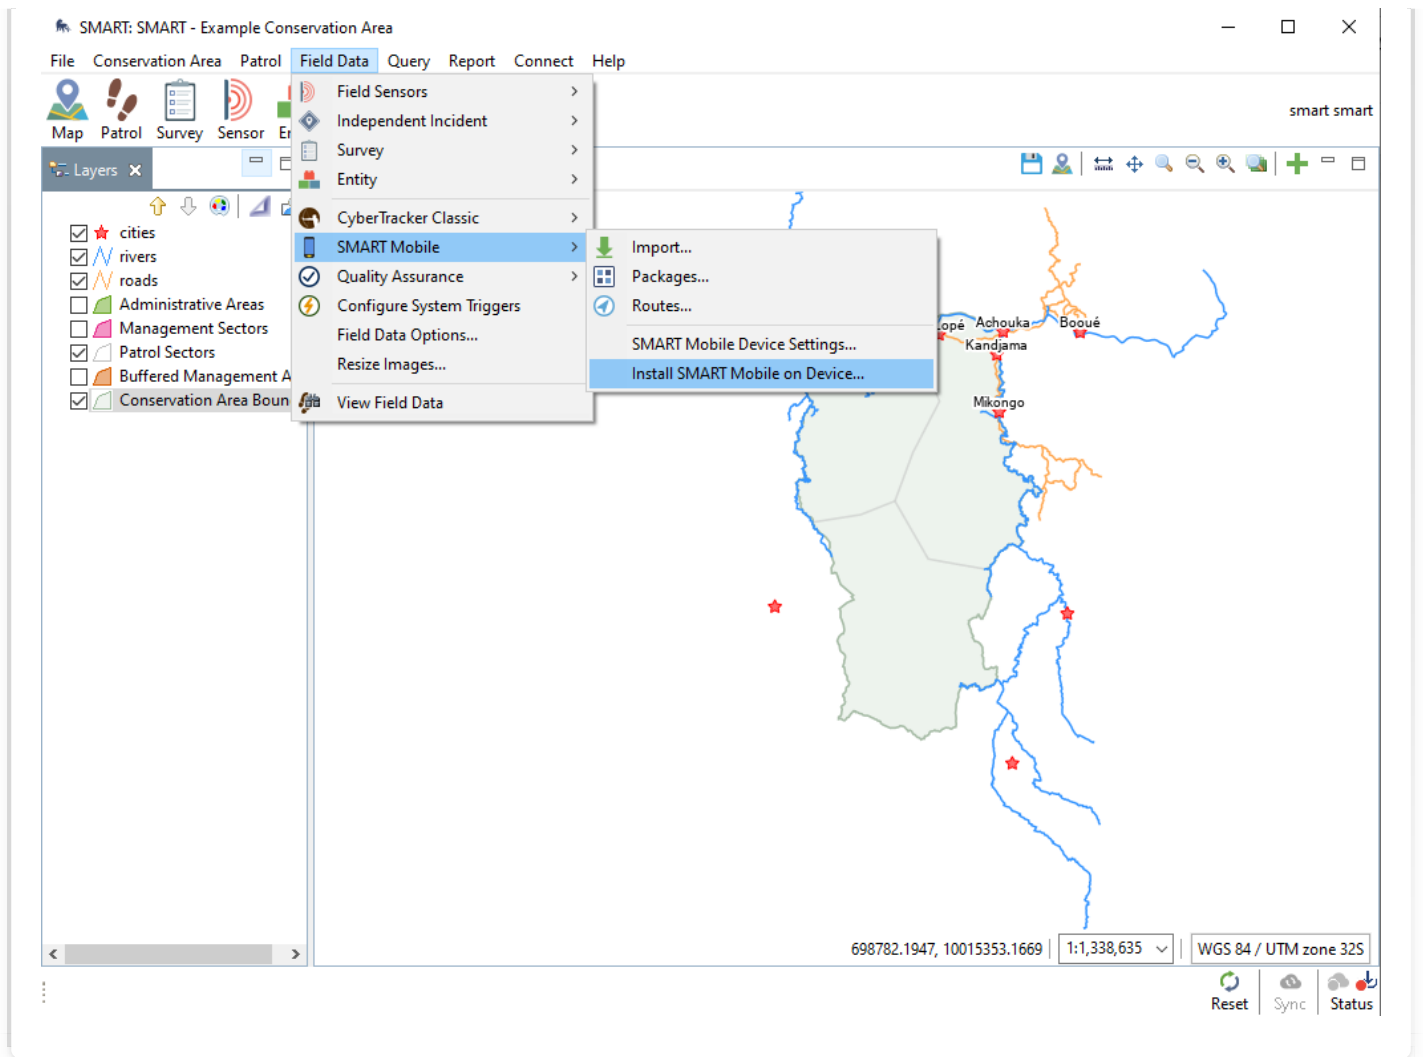 SMART: SMART - Example Conservation Area
File Conservation Area Patrol Field Data Query Report Connect Help
Map Patrol Survey Sensor
smart smart
Field Sensors
Independent Incident
Survey
Entity
CyberTracker Classic
SMART Mobile
Quality Assurance
Configure System Triggers
Field Data Options...
Resize Images...
View Field Data
Import...
Packages...
Routes...
SMART Mobile Device Settings...
Install SMART Mobile on Device...
Layers
cities
rivers
roads
Administrative Areas
Management Sectors
Patrol Sectors
Buffered Management A
Conservation Area Boun
Achouka
Booué
Kandjama
Mikongo
698782.1947, 10015353.1669
1:1,338,635
WGS 84 / UTM zone 32S
Reset Sync Status